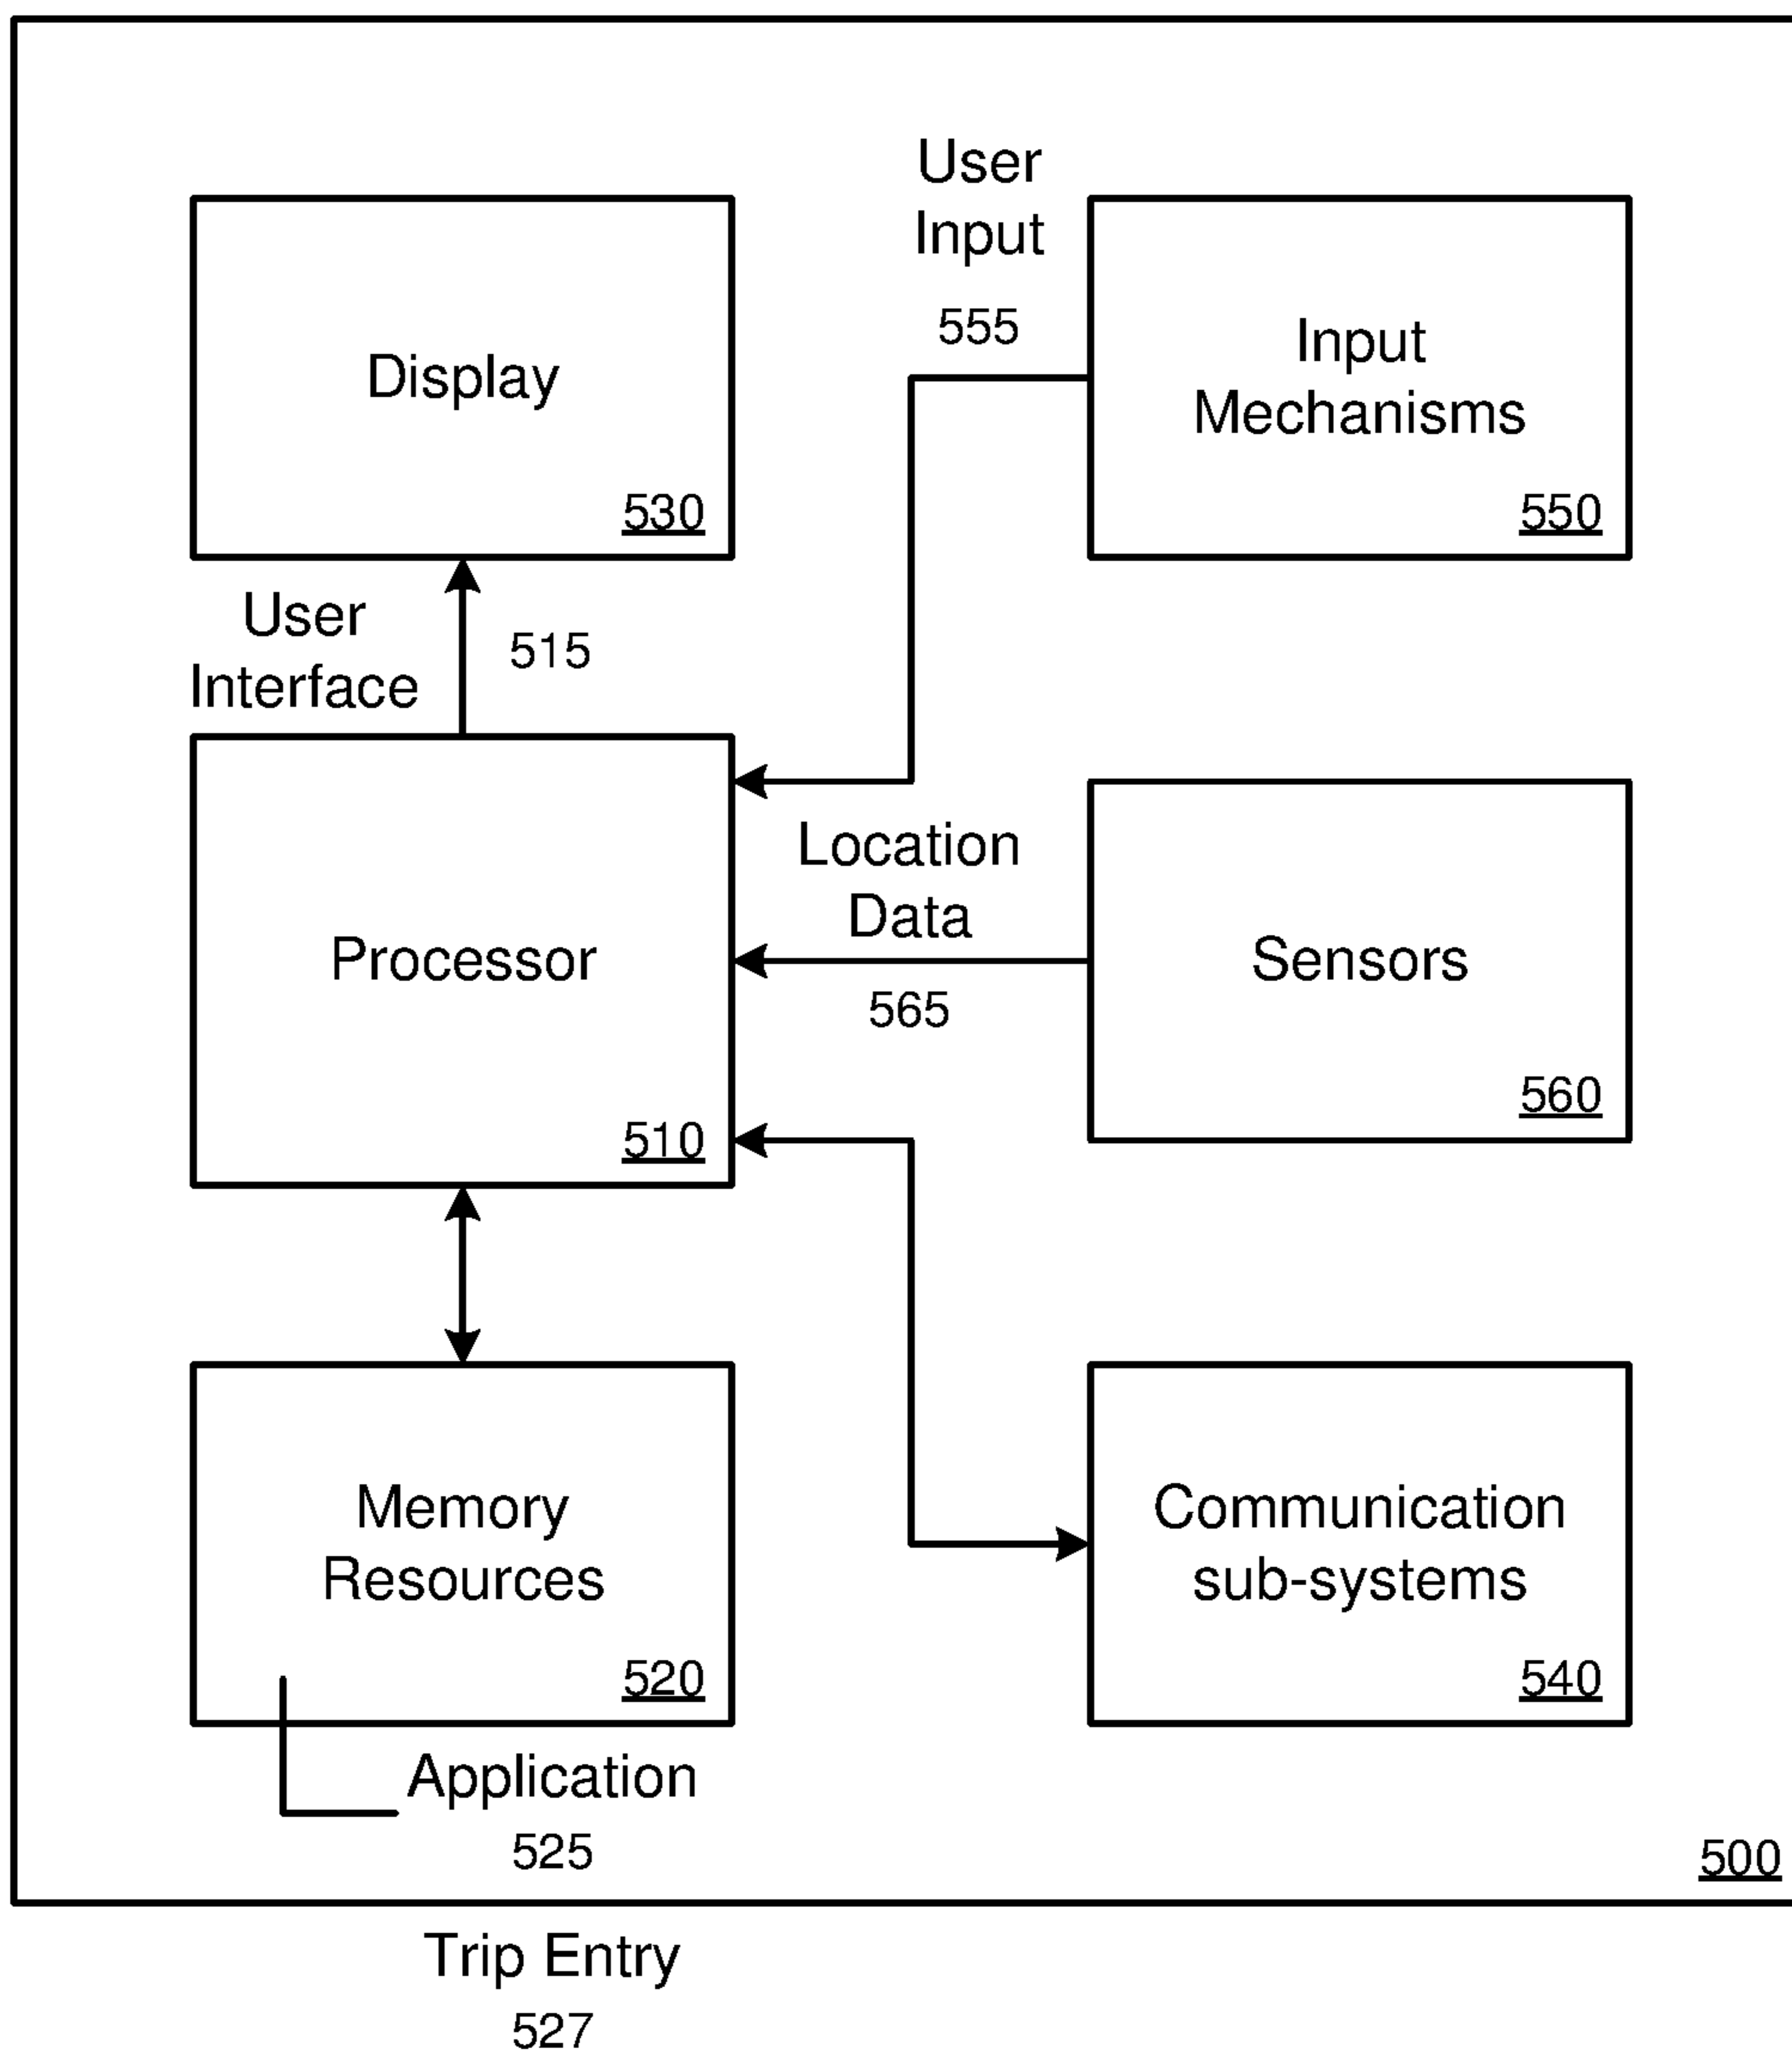 Display
530
User
Input
555
Input
Mechanisms
550
User
Interface
515
Processor
510
Location
Data
565
Sensors
560
Memory
Resources
520
Communication
sub-systems
540
Application
525
500
Trip Entry
527